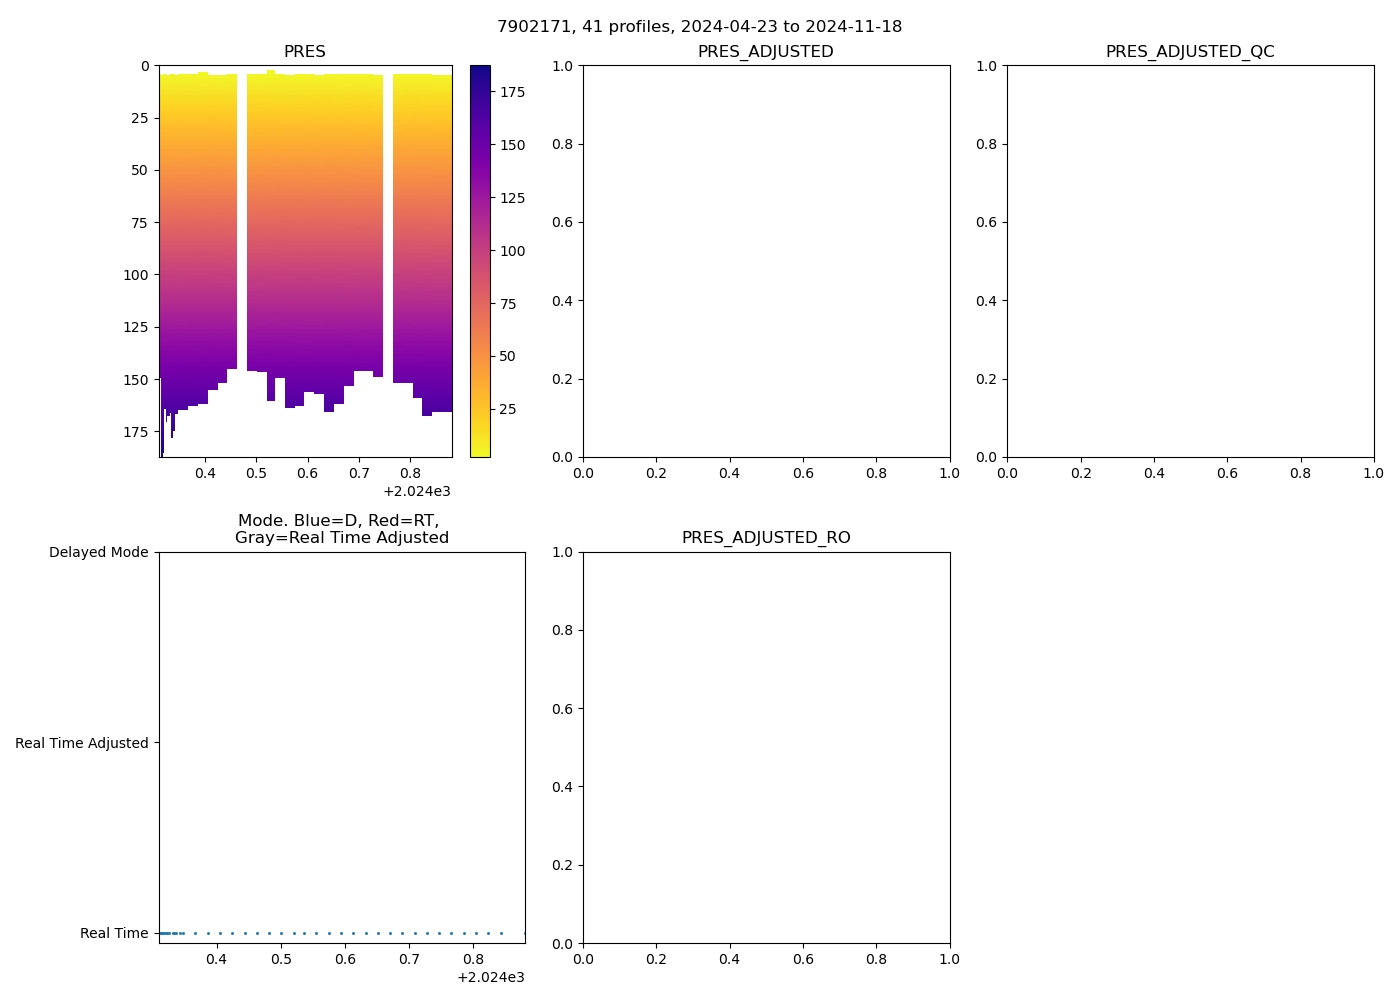 7902171, 41 profiles, 2024-04-23 to 2024-11-18
PRES
0
25
50
75
100
125
150
175
0.4 0.5 0.6 0.7 0.8
+2.024e3
175
150
125
100
75
50
25
PRES_ADJUSTED
1.0
0.8
0.6
0.4
0.2
0.0
0.0 0.2 0.4 0.6 0.8 1.0
PRES_ADJUSTED_QC
1.0
0.8
0.6
0.4
0.2
0.0
0.0 0.2 0.4 0.6 0.8 1.0
Mode. Blue=D, Red=RT,
Gray=Real Time Adjusted
Delayed Mode
Real Time Adjusted
Real Time
0.4 0.5 0.6 0.7 0.8
+2.024e3
PRES_ADJUSTED_RO
1.0
0.8
0.6
0.4
0.2
0.0
0.0 0.2 0.4 0.6 0.8 1.0